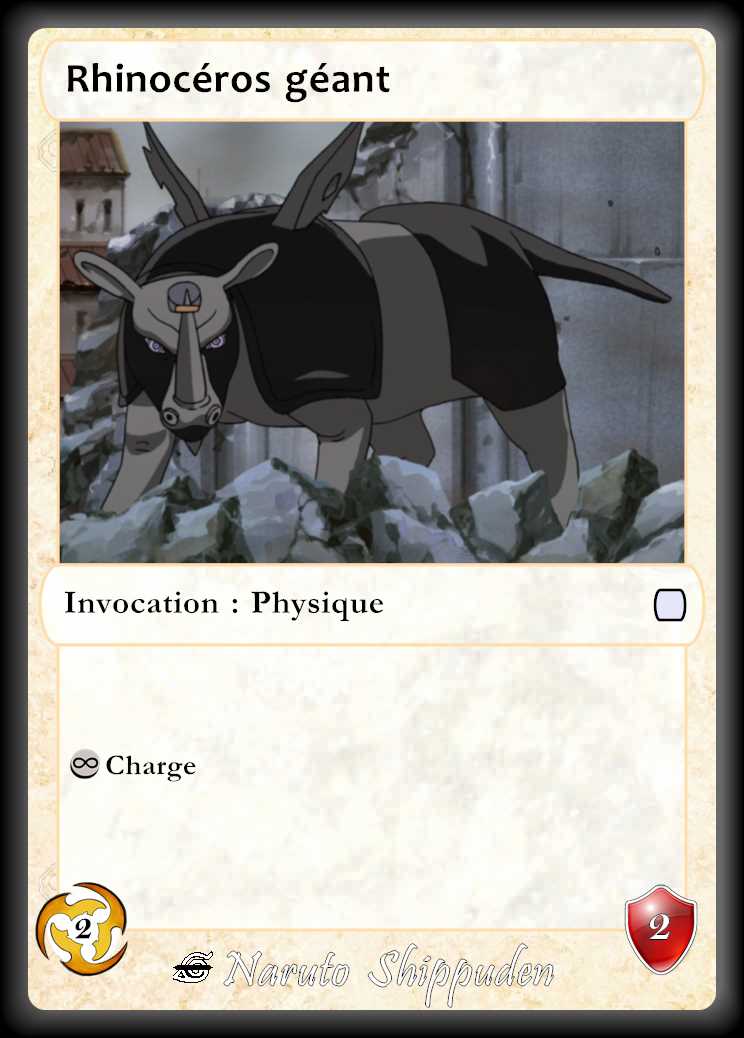 Rhinocéros géant
Invocation : Physique
∞ Charge
2
2
Naruto Shippuden